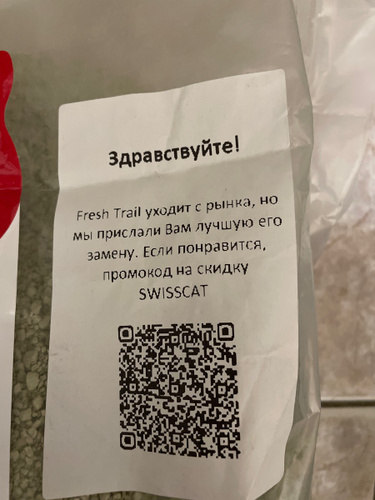 Здравствуйте!
Fresh Trail уходит с рынка, но
мы прислали Вам лучшую его
замену. Если понравится,
промокод на скидку
SWISSCAT